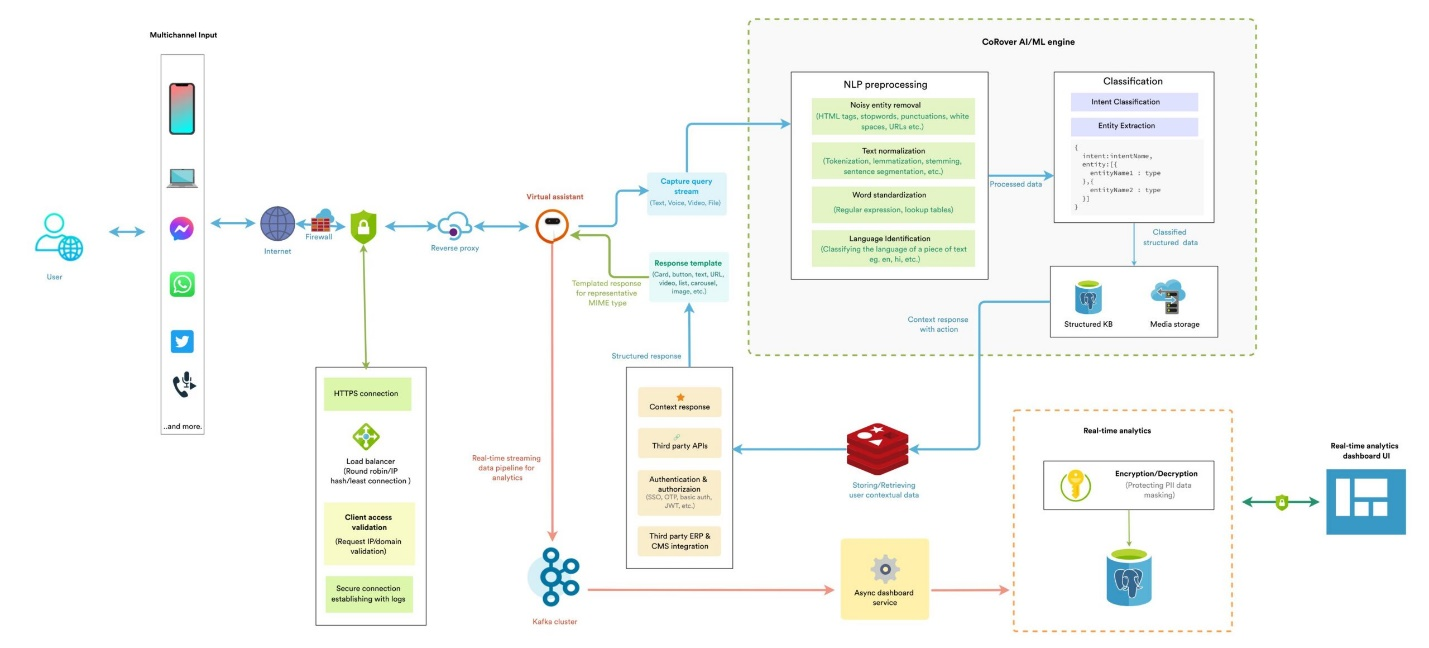 Multichannel Input
..and more.
User
Internet
Firewall
Reverse proxy
Virtual assistant
Capture query
stream
(Text, Voice, Video, File)
Response template
(Card, button, text, URL,
video, list, carousel,
image, etc.)
Templated response
for representative
MIME type
Structured response
HTTPS connection
Load balancer
(Round robin/IP
hash/least connection )
Client access
validation
(Request IP/domain
validation)
Secure connection
establishing with logs
Real-time streaming
data pipeline for
analytics
Kafka cluster
Context response
Third party APIs
Authentication &
authorizaion
(SSO, OTP, basic auth,
JWT, etc.)
Third party ERP &
CMS integration
CoRover AI/ML engine
NLP preprocessing
Noisy entity removal
(HTML tags, stopwords, punctuations, white
spaces, URLs etc.)
Text normalization
(Tokenization, lemmatization, stemming,
sentence segmentation, etc.)
Word standardization
(Regular expression, lookup tables)
Language Identification
(Classifying the language of a piece of text
eg. en, hi, etc.)
Processed data
Classification
Intent Classification
Entity Extraction
{
intent:intentName,
entity:[{
entityName1 : type
},{
entityName2 : type
}]
}
Classified
structured data
Structured KB
Media storage
Context response
with action
Storing/Retrieving
user contextual data
Async dashboard
service
Real-time analytics
Encryption/Decryption
(Protecting PII data
masking)
Real-time analytics
dashboard UI